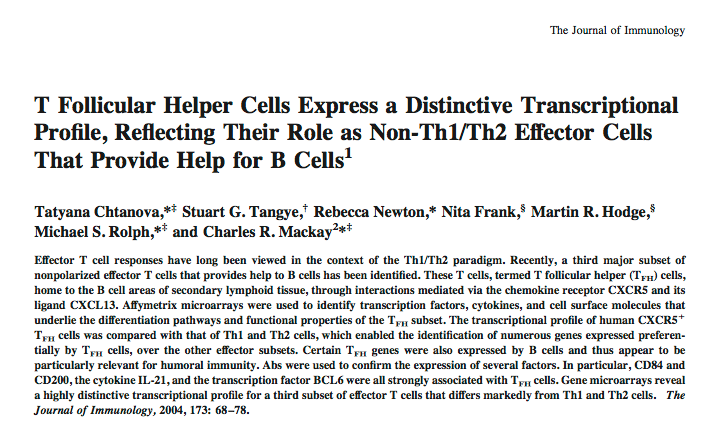 The Journal of Immunology
T Follicular Helper Cells Express a Distinctive Transcriptional
Profile, Reflecting Their Role as Non-Th1/Th2 Effector Cells
That Provide Help for B Cells1
Tatyana Chtanova,*‡ Stuart G. Tangye,† Rebecca Newton,* Nita Frank,§ Martin R. Hodge,§
Michael S. Rolph,*‡ and Charles R. Mackay2*‡
Effector T cell responses have long been viewed in the context of the Th1/Th2 paradigm. Recently, a third major subset of
nonpolarized effector T cells that provides help to B cells has been identified. These T cells, termed T follicular helper (TFH) cells,
home to the B cell areas of secondary lymphoid tissue, through interactions mediated via the chemokine receptor CXCR5 and its
ligand CXCL13. Affymetrix microarrays were used to identify transcription factors, cytokines, and cell surface molecules that
underlie the differentiation pathways and functional properties of the TFH subset. The transcriptional profile of human CXCR5+
TFH cells was compared with that of Th1 and Th2 cells, which enabled the identification of numerous genes expressed preferen-
tially by TFH cells, over the other effector subsets. Certain TFH genes were also expressed by B cells and thus appear to be
particularly relevant for humoral immunity. Abs were used to confirm the expression of several factors. In particular, CD84 and
CD200, the cytokine IL-21, and the transcription factor BCL6 were all strongly associated with TFH cells. Gene microarrays reveal
a highly distinctive transcriptional profile for a third subset of effector T cells that differs markedly from Th1 and Th2 cells. The
Journal of Immunology, 2004, 173: 68–78.